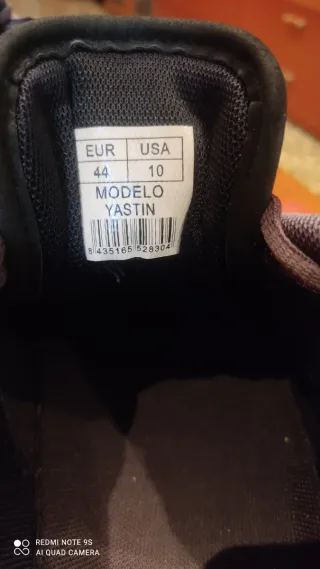 EUR USA
44 10
MODELO
YASTIN
8 435165 528304
REDMI NOTE 9S
AI QUAD CAMERA